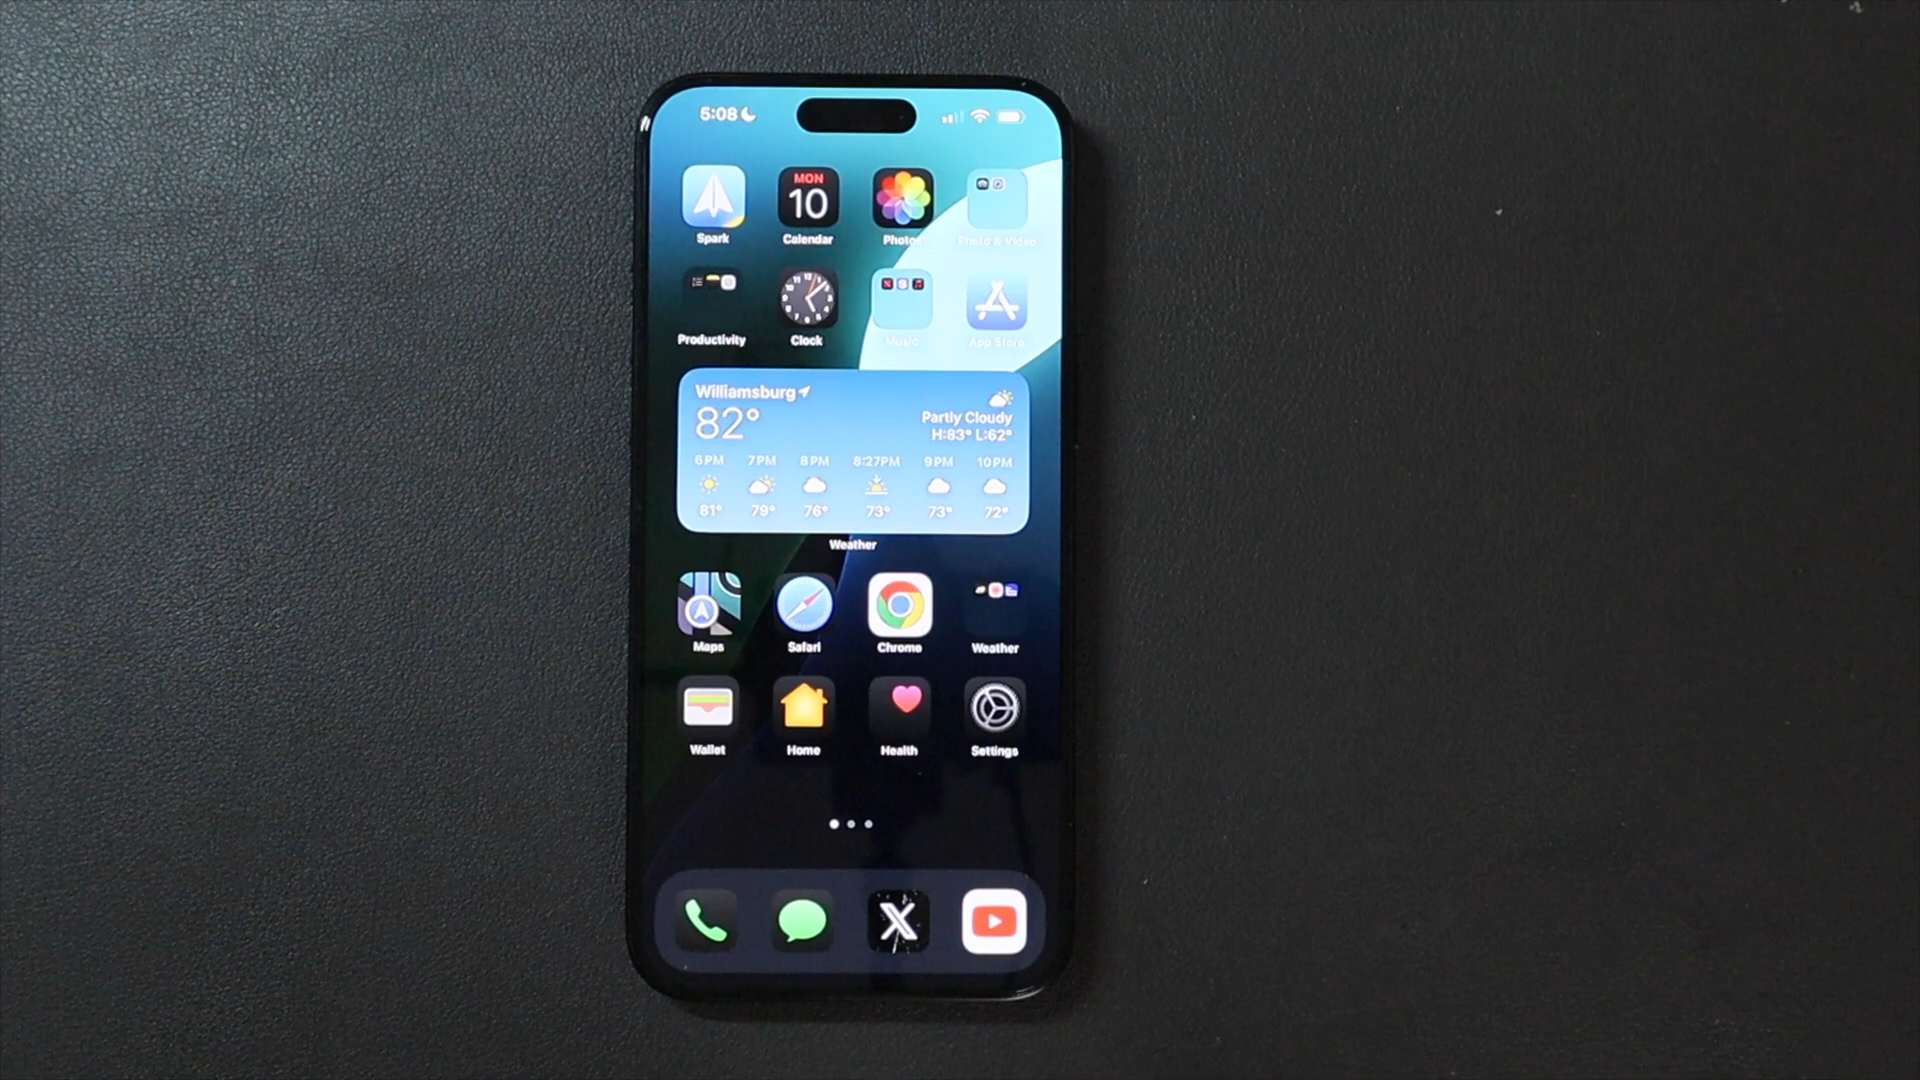 5:08
MON
10
Spark
Calendar
Photos
Photo & Video
12
Productivity
Clock
Music
App Store
Williamsburg
82°
Partly Cloudy
H:83° L:62°
6PM 7PM 8PM 8:27PM 9PM 10PM
81° 79° 76° 73° 73° 72°
Weather
Maps
Safari
Chrome
Weather
Wallet
Home
Health
Settings
X